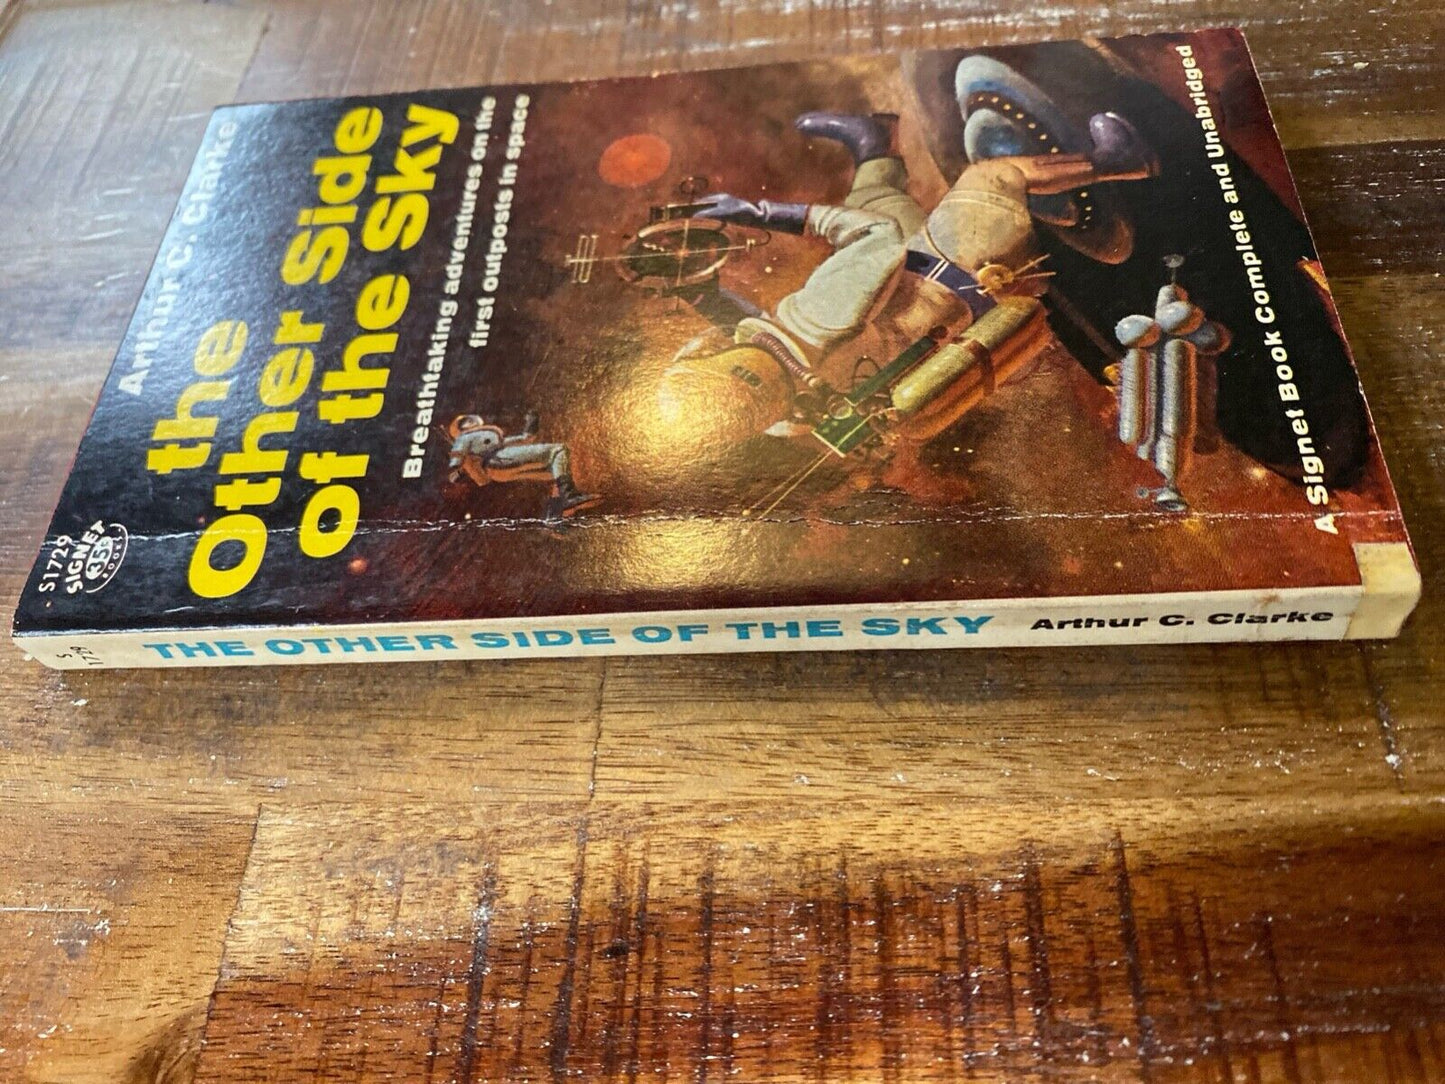 Arthur C. Clarke
the
Other Side
of the Sky
Breathtaking adventures on the
first outposts in space
S1729
SIGNET
35¢
BOOKS
A Signet Book Complete and Unabridged
S
1729
THE OTHER SIDE OF THE SKY Arthur C. Clarke